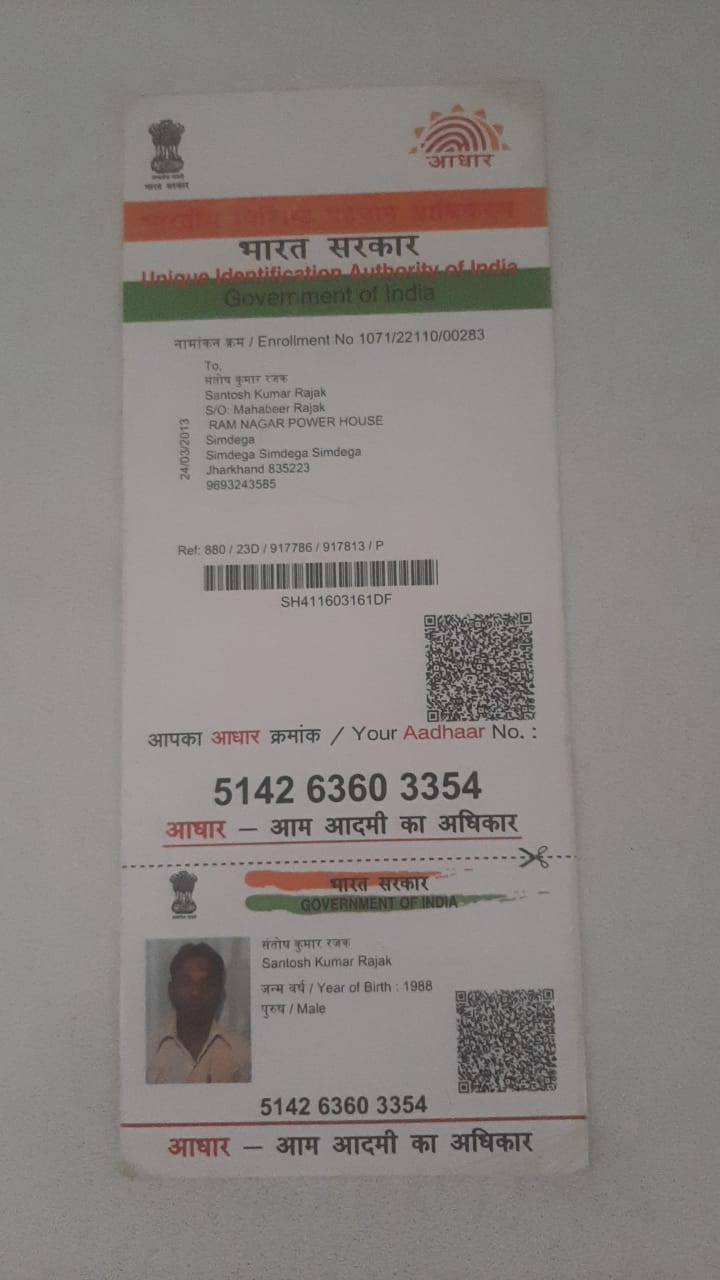 भारत सरकार
आधार
भारतीय विशिष्ट पहचान प्राधिकरण
भारत सरकार
Unique Identification Authority of India
Government of India
नामांकन क्रम / Enrollment No 1071/22110/00283
To,
संतोष कुमार रजक
Santosh Kumar Rajak
S/O: Mahabeer Rajak
RAM NAGAR POWER HOUSE
Simdega
Simdega Simdega Simdega
Jharkhand 835223
9693243585
24/03/2013
Ref: 680 / 23D / 917786 / 917813 / P
SH411603161DF
आपका आधार क्रमांक / Your Aadhaar No. :
5142 6360 3354
आधार – आम आदमी का अधिकार
भारत सरकार
GOVERNMENT OF INDIA
संतोष कुमार रजक
Santosh Kumar Rajak
जन्म वर्ष / Year of Birth : 1988
पुरुष / Male
5142 6360 3354
आधार – आम आदमी का अधिकार